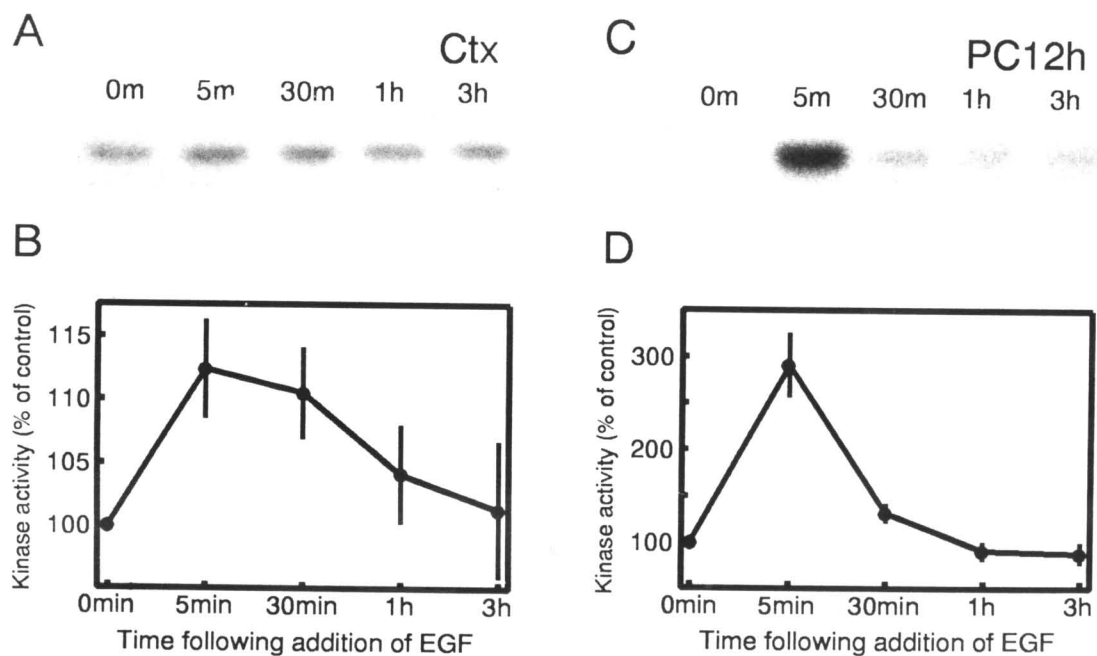 A
Ctx
0m 5m 30m 1h 3h
B
Kinase activity (% of control)
115
110
105
100
0min 5min 30min 1h 3h
Time following addition of EGF
C
PC12h
0m 5m 30m 1h 3h
D
Kinase activity (% of control)
300
200
100
0min 5min 30min 1h 3h
Time following addition of EGF